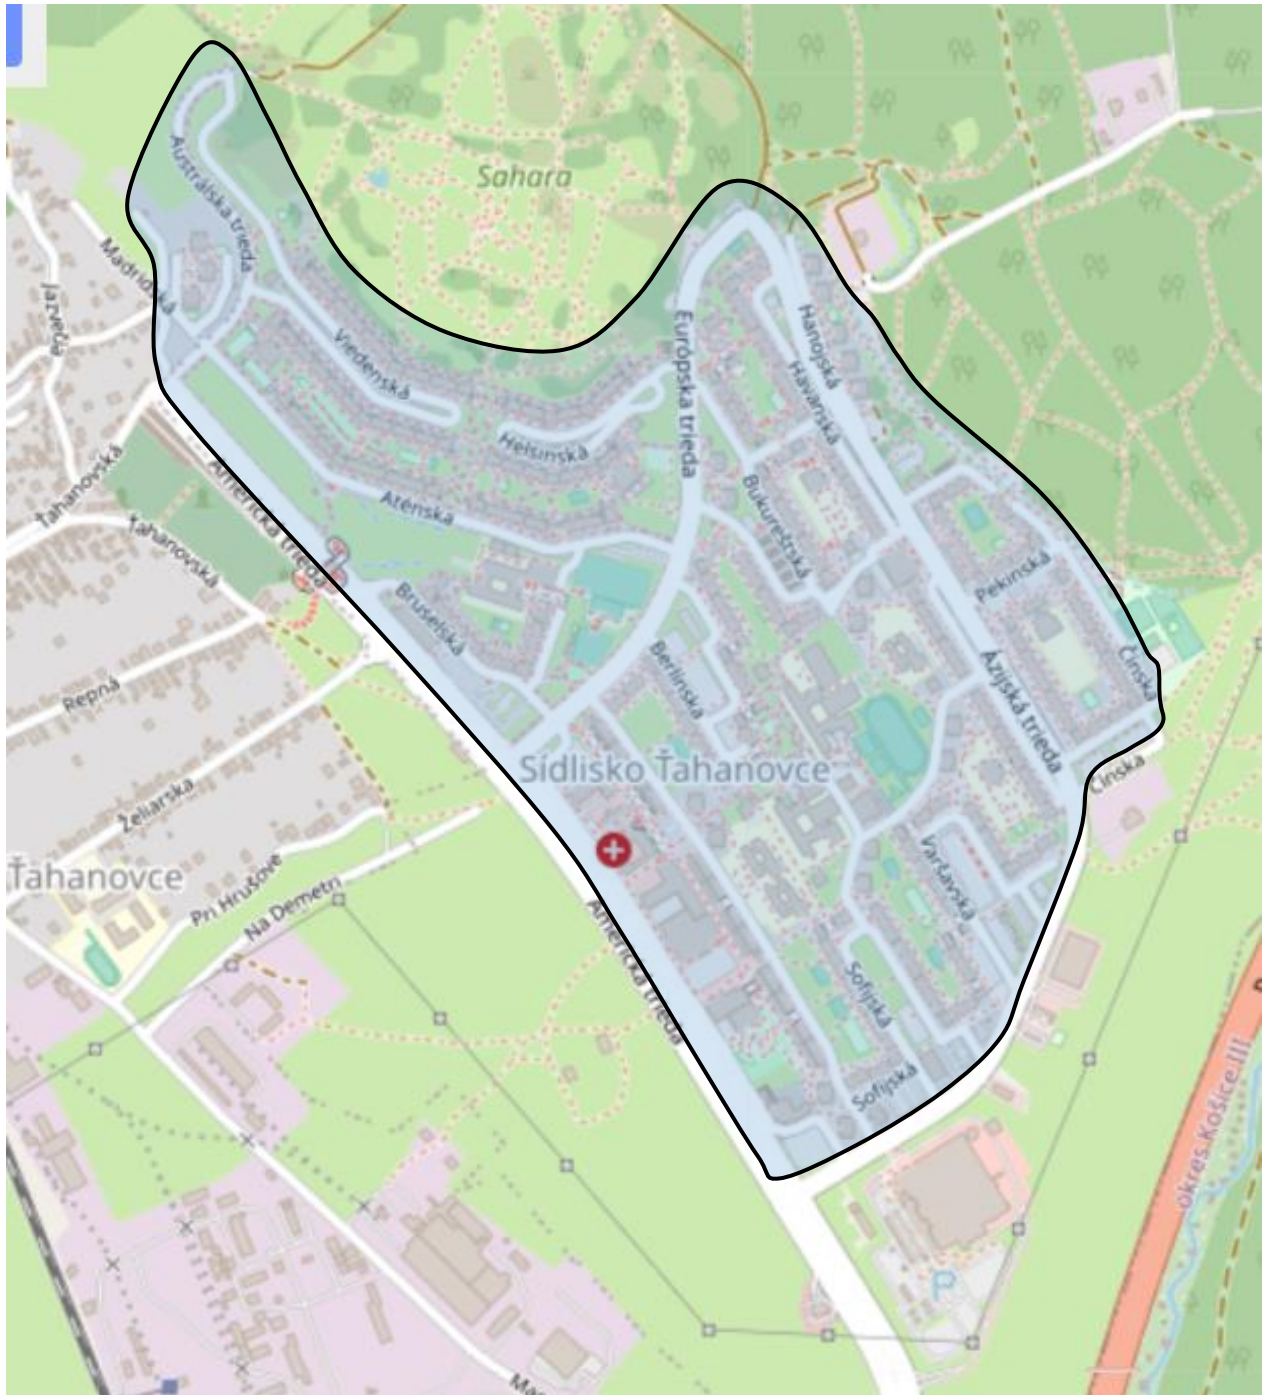 Sahara
Austrálska trieda
Madridská
Jazvečia
Viedenská
Helsinská
Európska trieda
Hanojská
Havanská
Ťahanovská
Americká trieda
Aténska
Bukureštská
Ťahanovská
Bruselská
Pekinská
Berlínska
Čínska
Repná
Ázijská trieda
Sídlisko Ťahanovce
Čínska
Želiarska
Varšavská
Ťahanovce
Pri Hrušove
Na Demetri
Americká trieda
Sofijská
Sofijská
okres Košice III
P